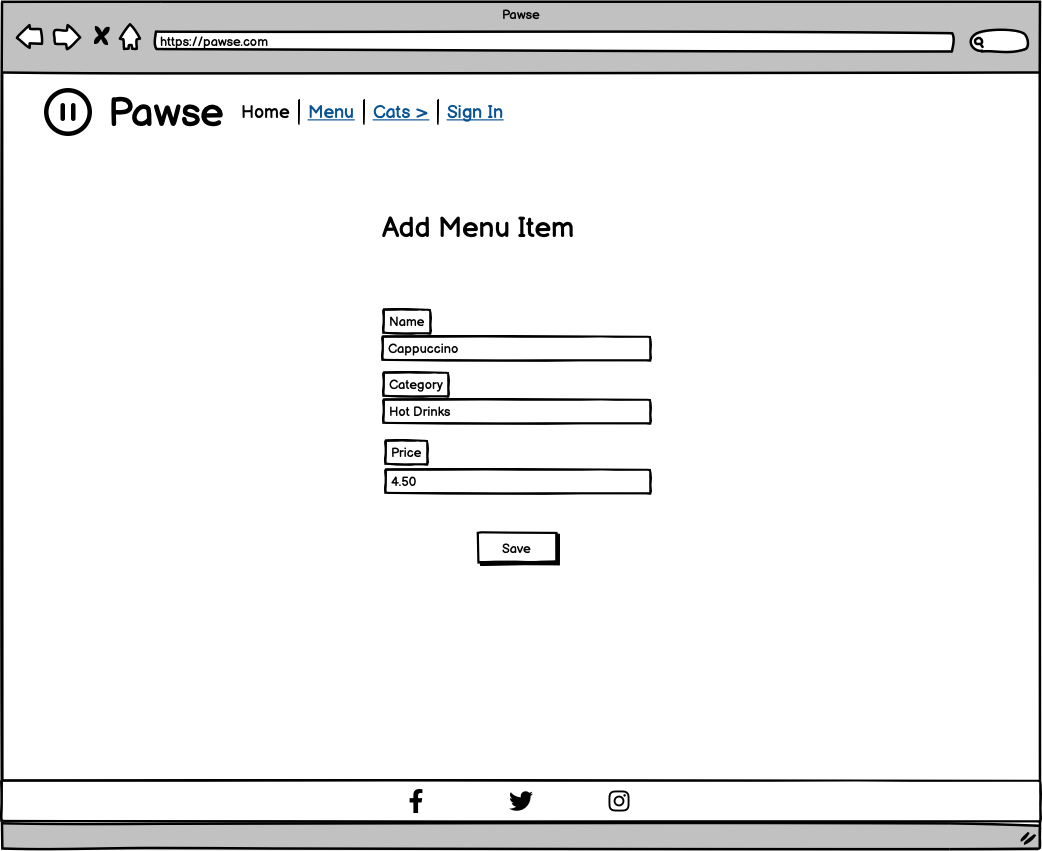 Pawse
https://pawse.com
Pawse Home Menu Cats > Sign In
Add Menu Item
Name
Cappuccino
Category
Hot Drinks
Price
4.50
Save